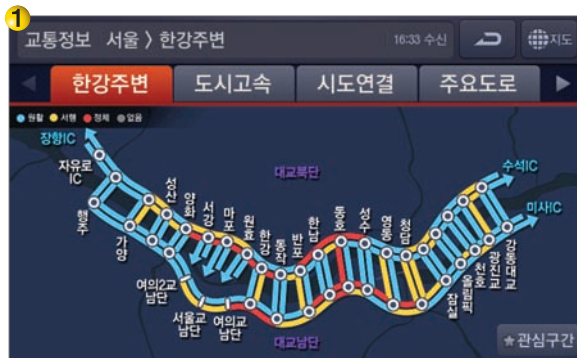 1
교통정보 서울 > 한강주변
16:33 수신
지도
한강주변
도시고속
시도연결
주요도로
원활 서행 정체 없음
장항IC
자유로
IC
행주
가양
성산
양화
서강
마포
원효
한강
동작
반포
한남
동호
성수
영동
청담
대교북단
수석IC
미사IC
강동대교
광진교
천호
올림픽
잠실
여의2교
남단
서울교
남단
여의교
남단
대교남단
★관심구간